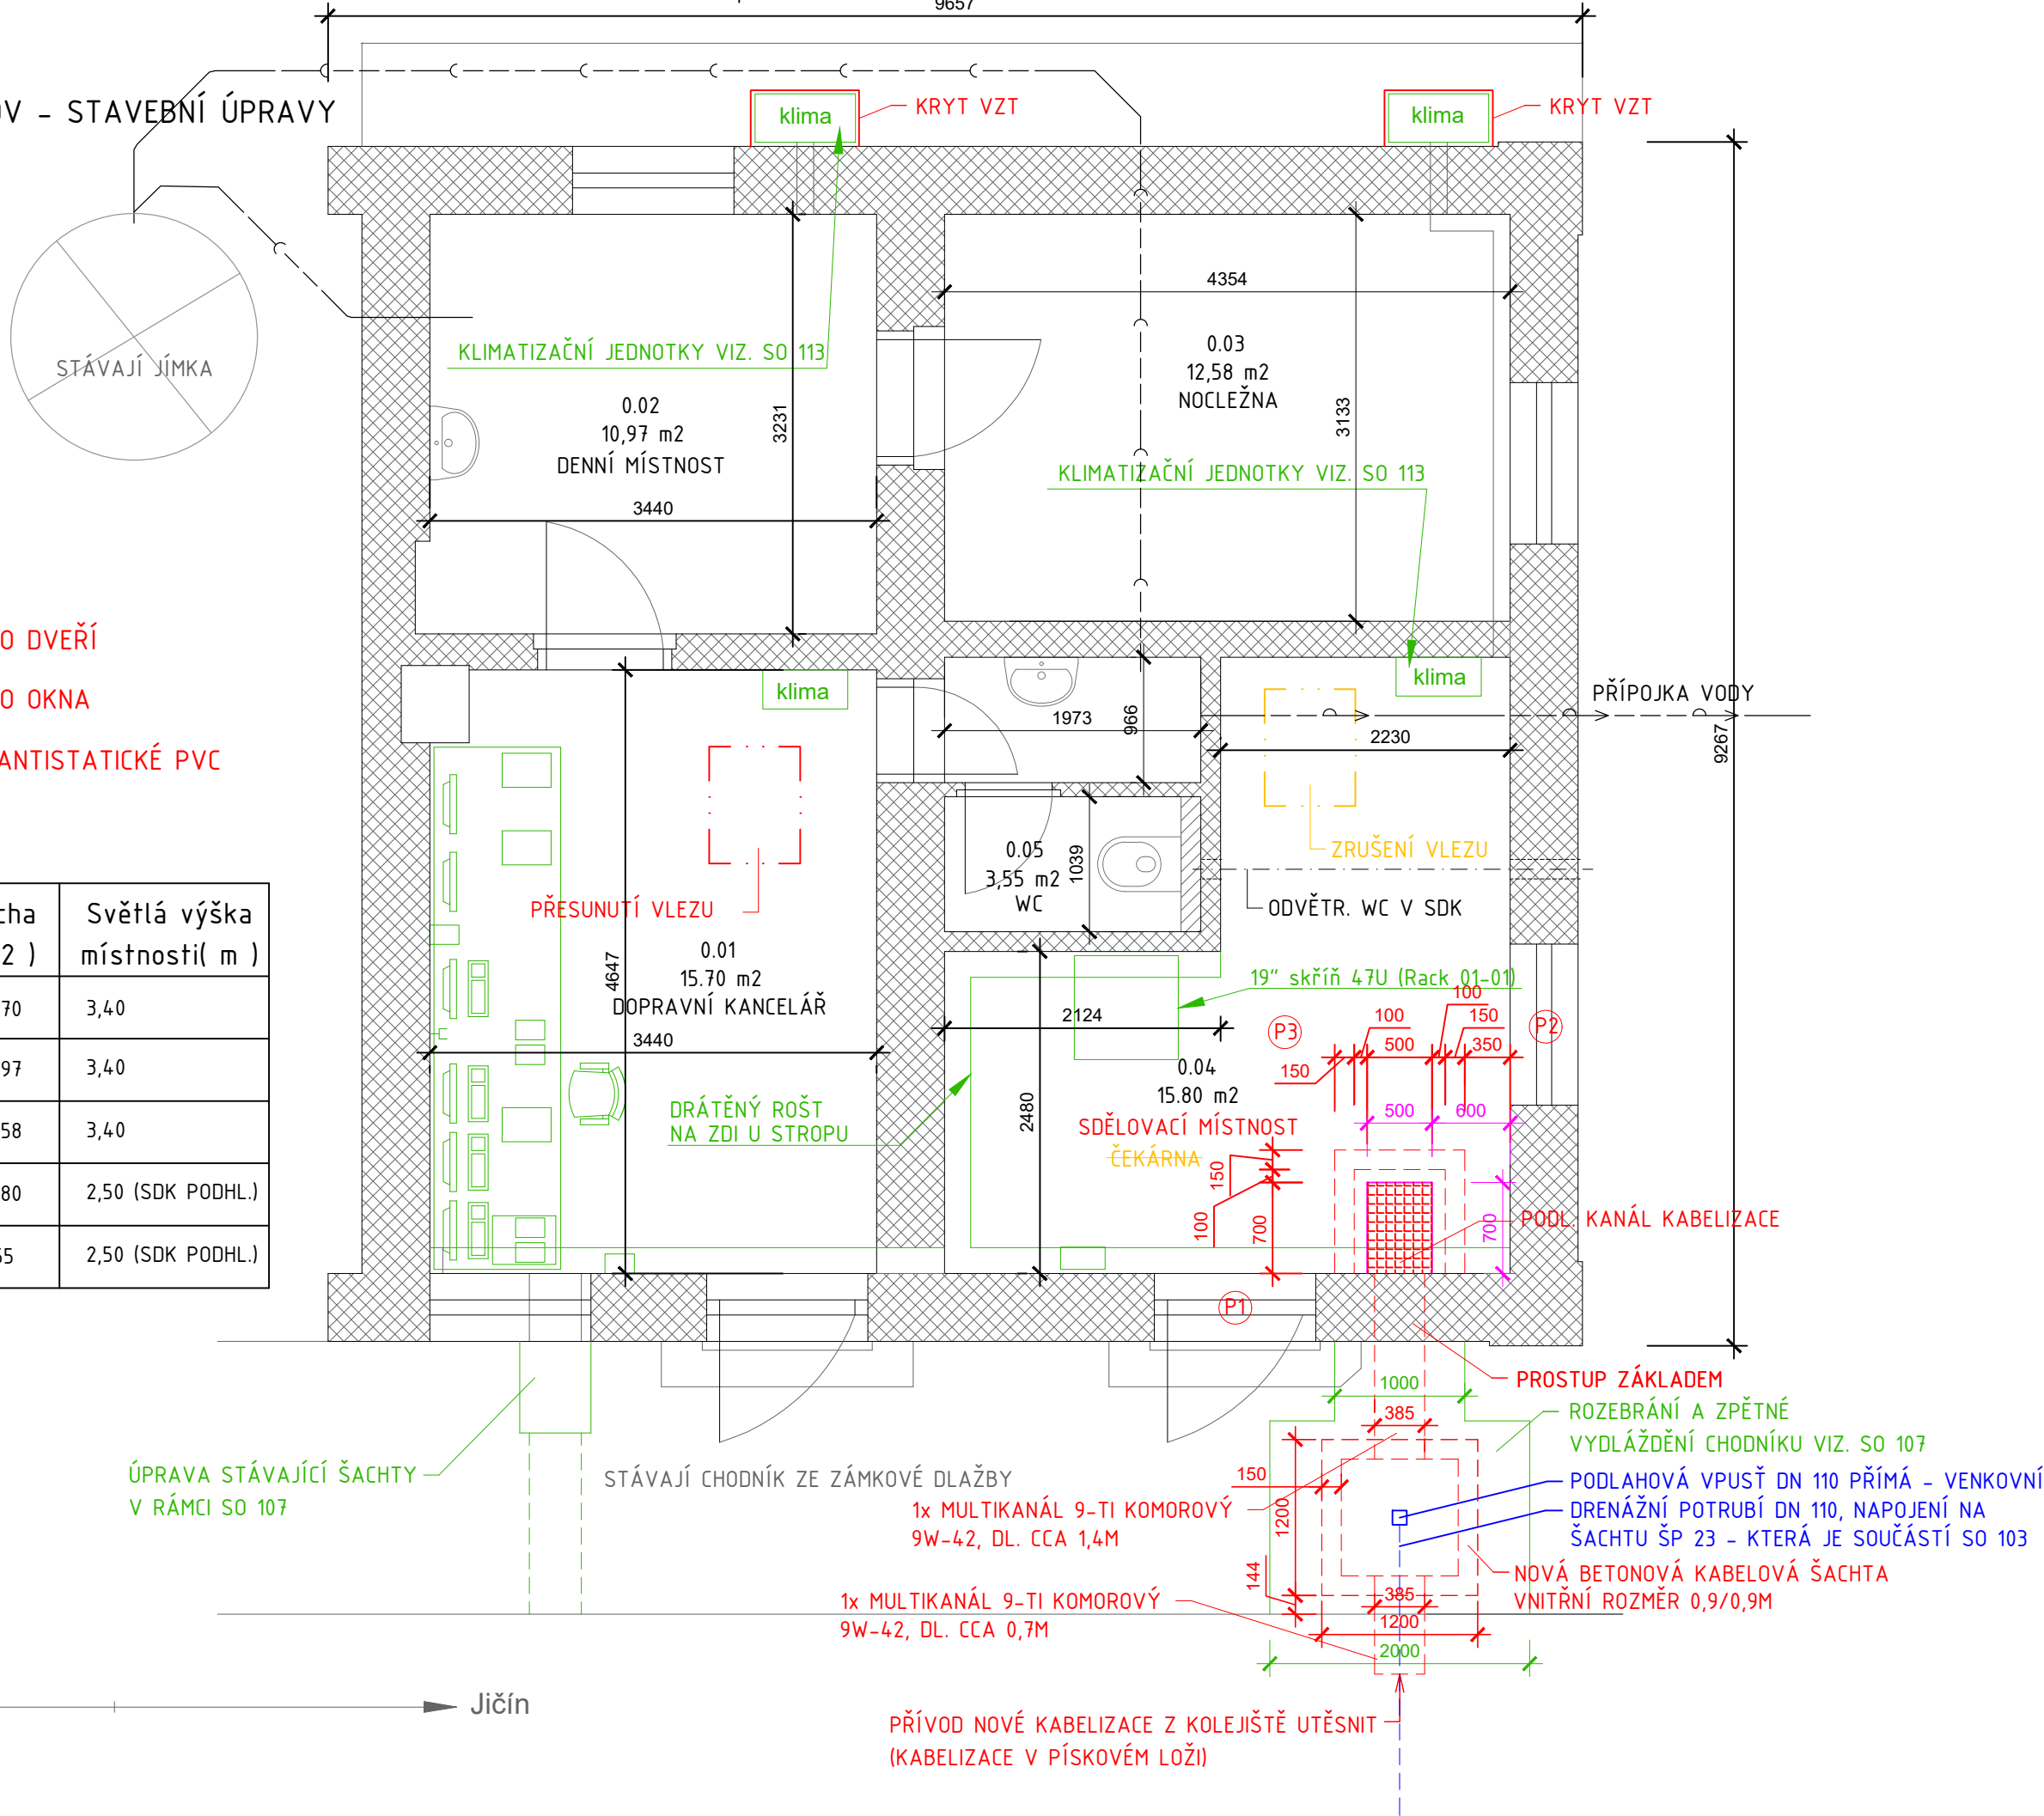 9657
OV - STAVEBNÍ ÚPRAVY
klima
KRYT VZT
klima
KRYT VZT
STÁVAJÍ JÍMKA
KLIMATIZAČNÍ JEDNOTKY VIZ. SO 113
0.02
10,97 m2
DENNÍ MÍSTNOST
3231
3440
4354
0.03
12,58 m2
NOCLEŽNA
3133
KLIMATIZAČNÍ JEDNOTKY VIZ. SO 113
O DVEŘÍ
O OKNA
ANTISTATICKÉ PVC
klima
klima
PŘÍPOJKA VODY
9267
1973
966
2230
ZRUŠENÍ VLEZU
0.05
3,55 m2
WC
1039
ODVĚTR. WC V SDK
PŘESUNUTÍ VLEZU
0.01
15.70 m2
DOPRAVNÍ KANCELÁŘ
4647
3440
cha
2 )
Světlá výška
místnosti( m )
70
3,40
97
3,40
58
3,40
80
2,50 (SDK PODHL.)
55
2,50 (SDK PODHL.)
19" skříň 47U (Rack 01-01)
2124
P3
P2
100
100
150
500
350
150
500
600
0.04
15.80 m2
SDĚLOVACÍ MÍSTNOST
ČEKÁRNA
2480
DRÁTĚNÝ ROŠT
NA ZDI U STROPU
150
100
700
700
PODL. KANÁL KABELIZACE
P1
PROSTUP ZÁKLADEM
1000
385
ROZEBRÁNÍ A ZPĚTNÉ
VYDLÁŽDĚNÍ CHODNÍKU VIZ. SO 107
ÚPRAVA STÁVAJÍCÍ ŠACHTY
V RÁMCI SO 107
STÁVAJÍ CHODNÍK ZE ZÁMKOVÉ DLAŽBY
150
1200
144
1x MULTIKANÁL 9-TI KOMOROVÝ
9W-42, DL. CCA 1,4M
PODLAHOVÁ VPUSŤ DN 110 PŘÍMÁ - VENKOVNÍ
DRENÁŽNÍ POTRUBÍ DN 110, NAPOJENÍ NA
ŠACHTU ŠP 23 - KTERÁ JE SOUČÁSTÍ SO 103
NOVÁ BETONOVÁ KABELOVÁ ŠACHTA
VNITŘNÍ ROZMĚR 0,9/0,9M
1x MULTIKANÁL 9-TI KOMOROVÝ
9W-42, DL. CCA 0,7M
385
1200
2000
Jičín
PŘÍVOD NOVÉ KABELIZACE Z KOLEJIŠTĚ UTĚSNIT
(KABELIZACE V PÍSKOVÉM LOŽI)